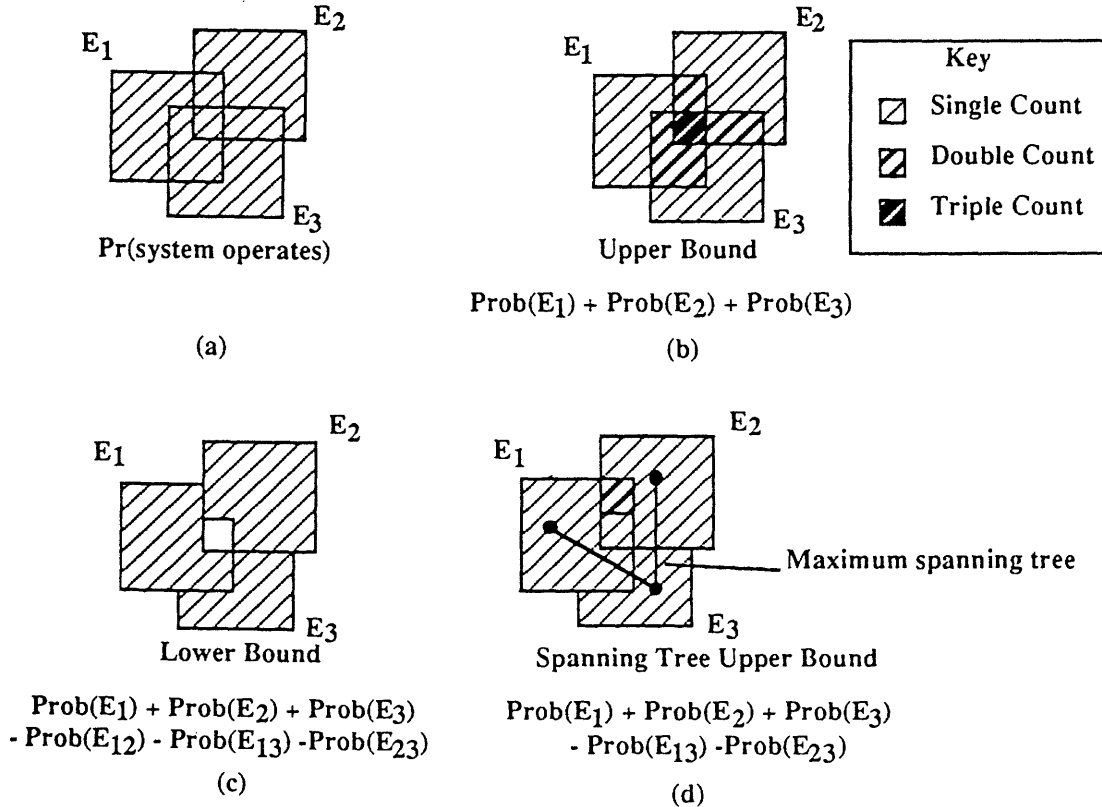 E₁
E₂
E₃
Pr(system operates)
(a)
E₁
E₂
E₃
Upper Bound
Prob(E₁) + Prob(E₂) + Prob(E₃)
(b)
Key
Single Count
Double Count
Triple Count
E₁
E₂
E₃
Lower Bound
Prob(E₁) + Prob(E₂) + Prob(E₃)
- Prob(E₁₂) - Prob(E₁₃) -Prob(E₂₃)
(c)
E₁
E₂
Maximum spanning tree
E₃
Spanning Tree Upper Bound
Prob(E₁) + Prob(E₂) + Prob(E₃)
- Prob(E₁₃) -Prob(E₂₃)
(d)